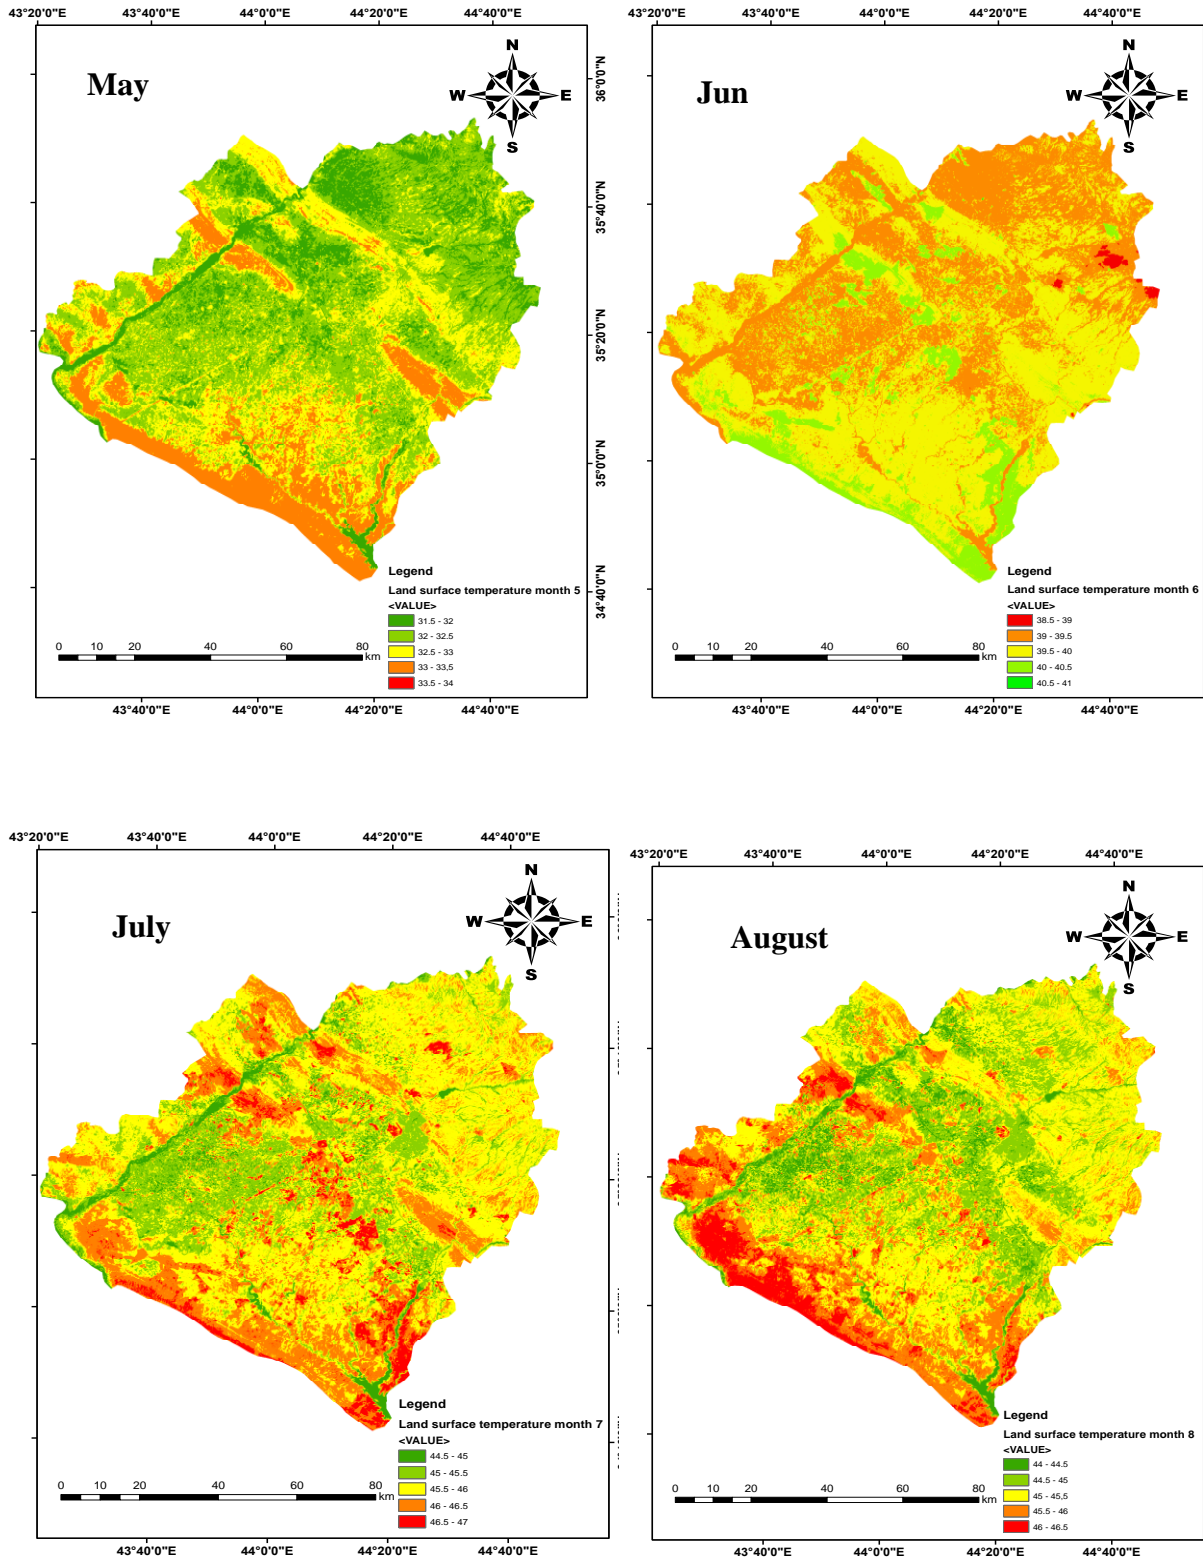 43°20'0"E 43°40'0"E 44°0'0"E 44°20'0"E 44°40'0"E
May
N
W E
S
36°0'0"N
35°40'0"N
35°20'0"N
35°0'0"N
34°40'0"N
Legend
Land surface temperature month 5
<VALUE>
31.5 - 32
32 - 32.5
32.5 - 33
33 - 33,5
33.5 - 34
0 10 20 40 60 80
km
43°40'0"E 44°0'0"E 44°20'0"E 44°40'0"E
43°20'0"E 43°40'0"E 44°0'0"E 44°20'0"E 44°40'0"E
Jun
N
W E
S
Legend
Land surface temperature month 6
<VALUE>
38.5 - 39
39 - 39.5
39.5 - 40
40 - 40.5
40.5 - 41
0 10 20 40 60 80
km
43°40'0"E 44°0'0"E 44°20'0"E 44°40'0"E
43°20'0"E 43°40'0"E 44°0'0"E 44°20'0"E 44°40'0"E
July
N
W E
S
Legend
Land surface temperature month 7
<VALUE>
44.5 - 45
45 - 45.5
45.5 - 46
46 - 46.5
46.5 - 47
0 10 20 40 60 80
km
43°40'0"E 44°0'0"E 44°20'0"E 44°40'0"E
43°20'0"E 43°40'0"E 44°0'0"E 44°20'0"E 44°40'0"E
August
N
W E
S
Legend
Land surface temperature month 8
<VALUE>
44 - 44.5
44.5 - 45
45 - 45,5
45.5 - 46
46 - 46.5
0 10 20 40 60 80
km
43°40'0"E 44°0'0"E 44°20'0"E 44°40'0"E